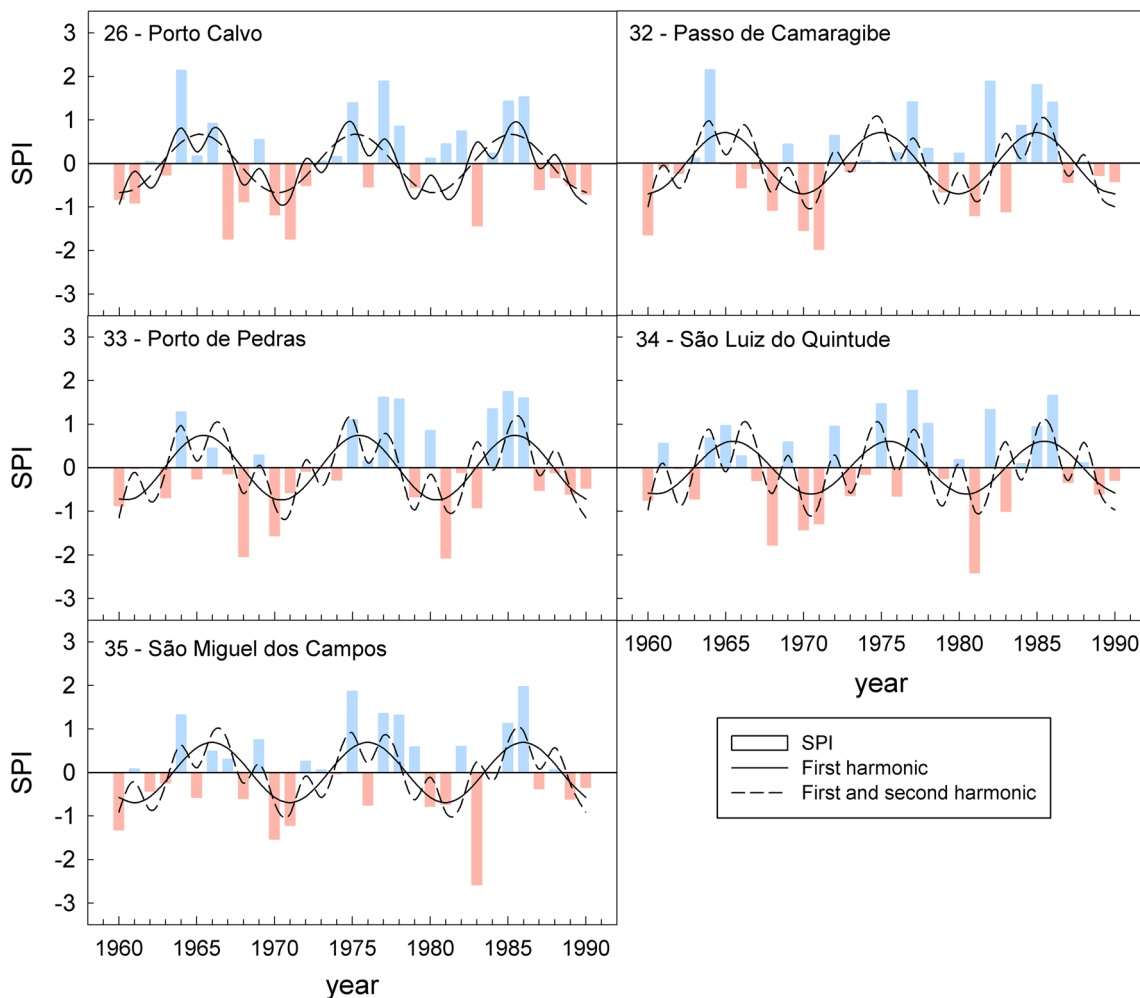 26 - Porto Calvo
32 - Passo de Camaragibe
3
2
1
0
-1
-2
-3
SPI
33 - Porto de Pedras
34 - São Luiz do Quintude
3
2
1
0
-1
-2
-3
SPI
35 - São Miguel dos Campos
3
2
1
0
-1
-2
-3
SPI
1960 1965 1970 1975 1980 1985 1990
year
1960 1965 1970 1975 1980 1985 1990
year
SPI
First harmonic
First and second harmonic